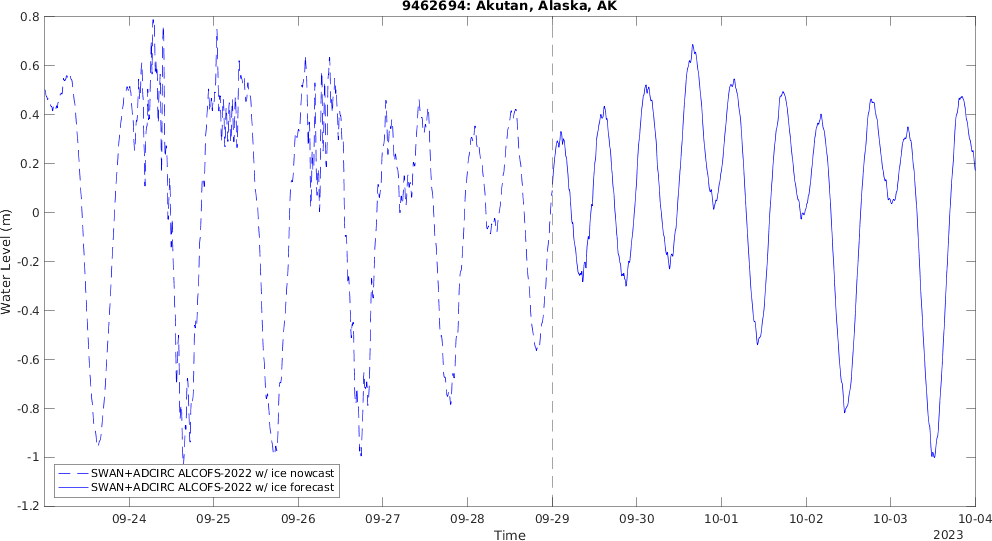 9462694: Akutan, Alaska, AK
Water Level (m)
0.8
0.6
0.4
0.2
0
-0.2
-0.4
-0.6
-0.8
-1
-1.2
SWAN+ADCIRC ALCOFS-2022 w/ ice nowcast
SWAN+ADCIRC ALCOFS-2022 w/ ice forecast
09-24 09-25 09-26 09-27 09-28 09-29 09-30 10-01 10-02 10-03 10-04
Time
2023